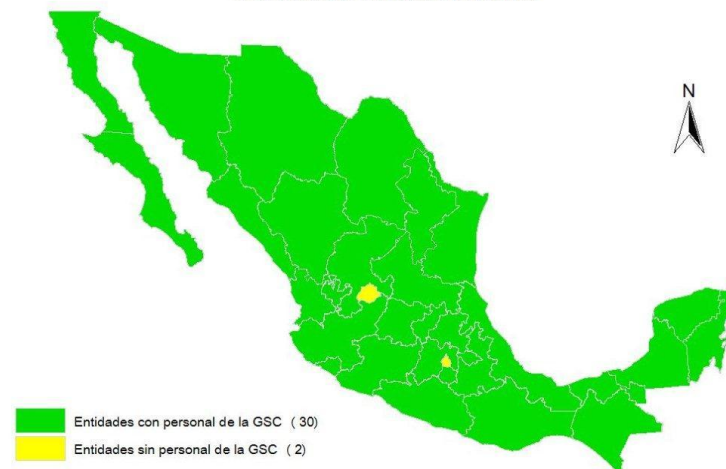 N
Entidades con personal de la GSC ( 30)
Entidades sin personal de la GSC ( 2)